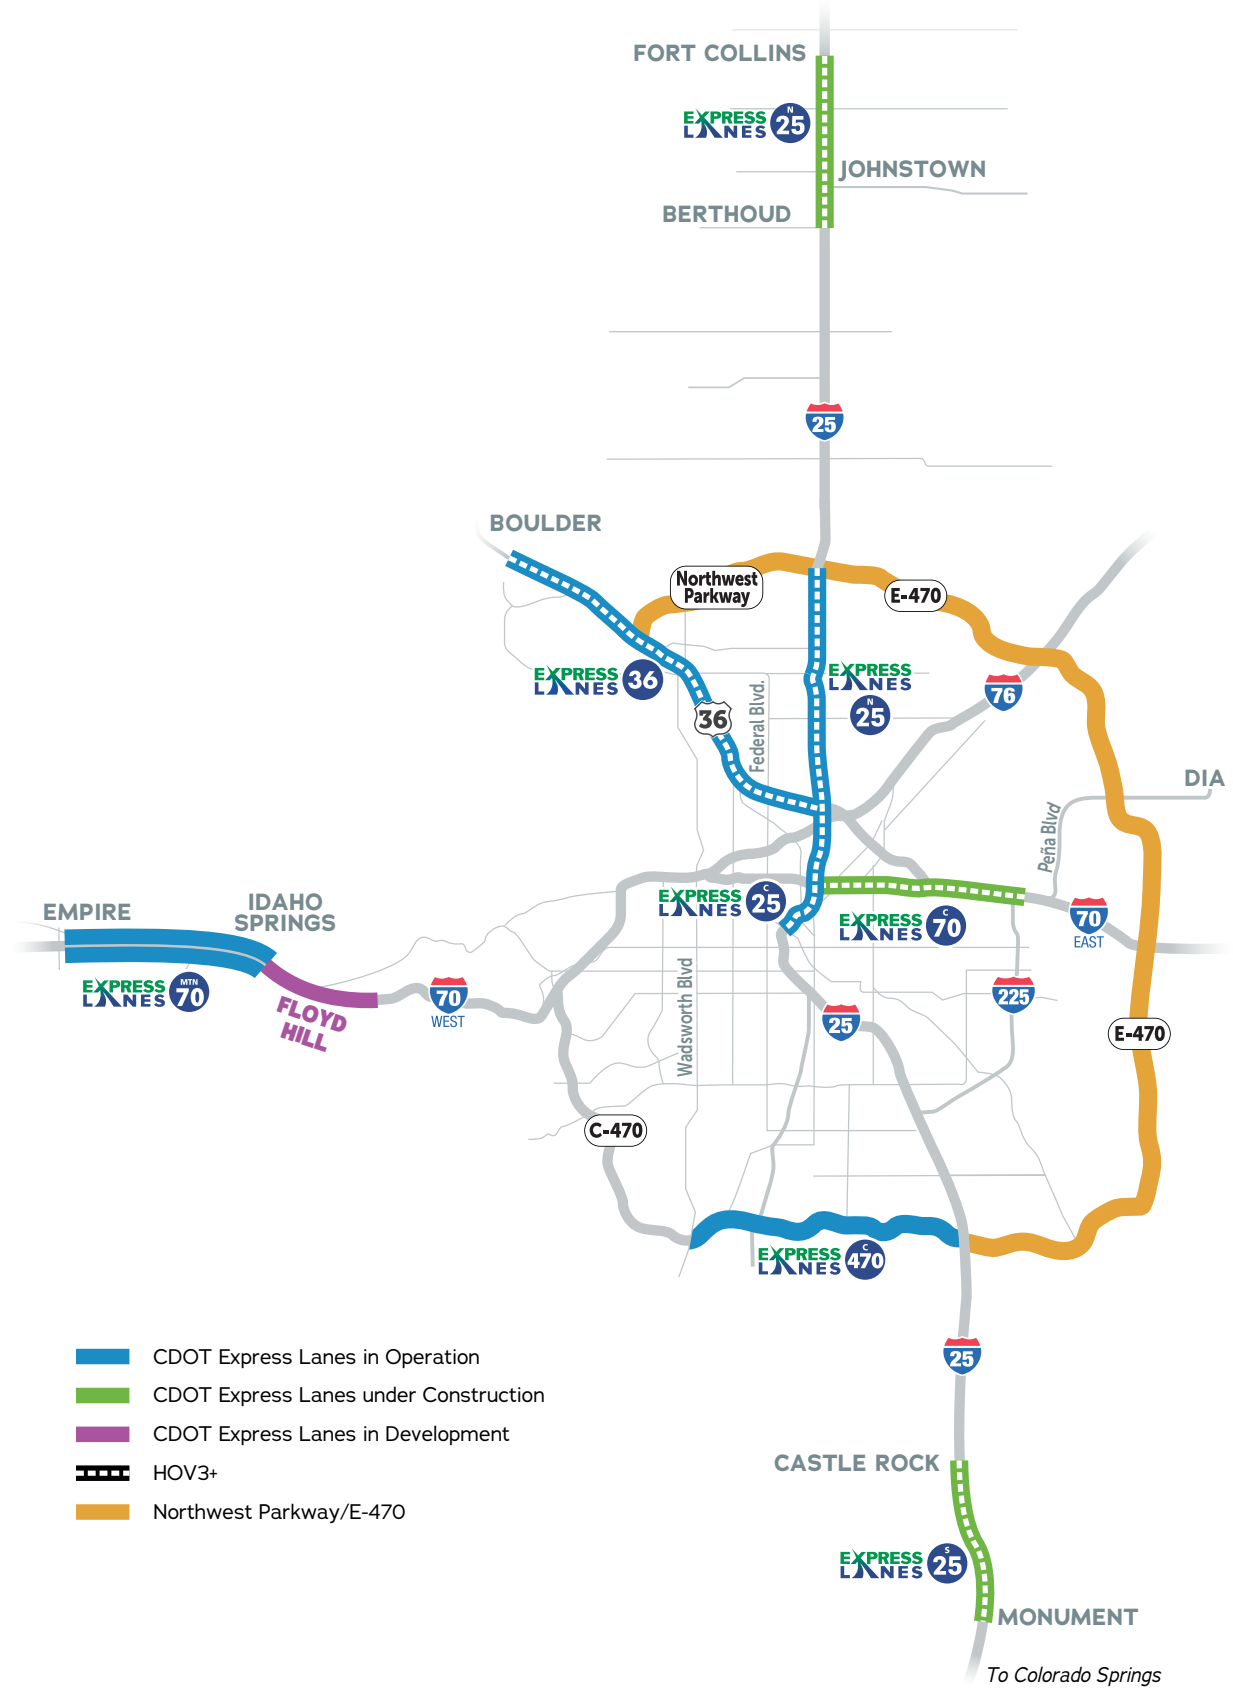 FORT COLLINS
EXPRESS
LANES
N
25
JOHNSTOWN
BERTHOUD
25
BOULDER
Northwest
Parkway
E-470
EXPRESS
LANES
36
EXPRESS
LANES
N
25
76
36
Federal Blvd.
DIA
Peña Blvd
EXPRESS
LANES
C
25
EXPRESS
LANES
C
70
70
EAST
EMPIRE
IDAHO
SPRINGS
EXPRESS
LANES
MTN
70
FLOYD
HILL
70
WEST
Wadsworth Blvd
25
225
E-470
C-470
EXPRESS
LANES
C
470
25
CDOT Express Lanes in Operation
CDOT Express Lanes under Construction
CDOT Express Lanes in Development
HOV3+
Northwest Parkway/E-470
CASTLE ROCK
EXPRESS
LANES
S
25
MONUMENT
To Colorado Springs